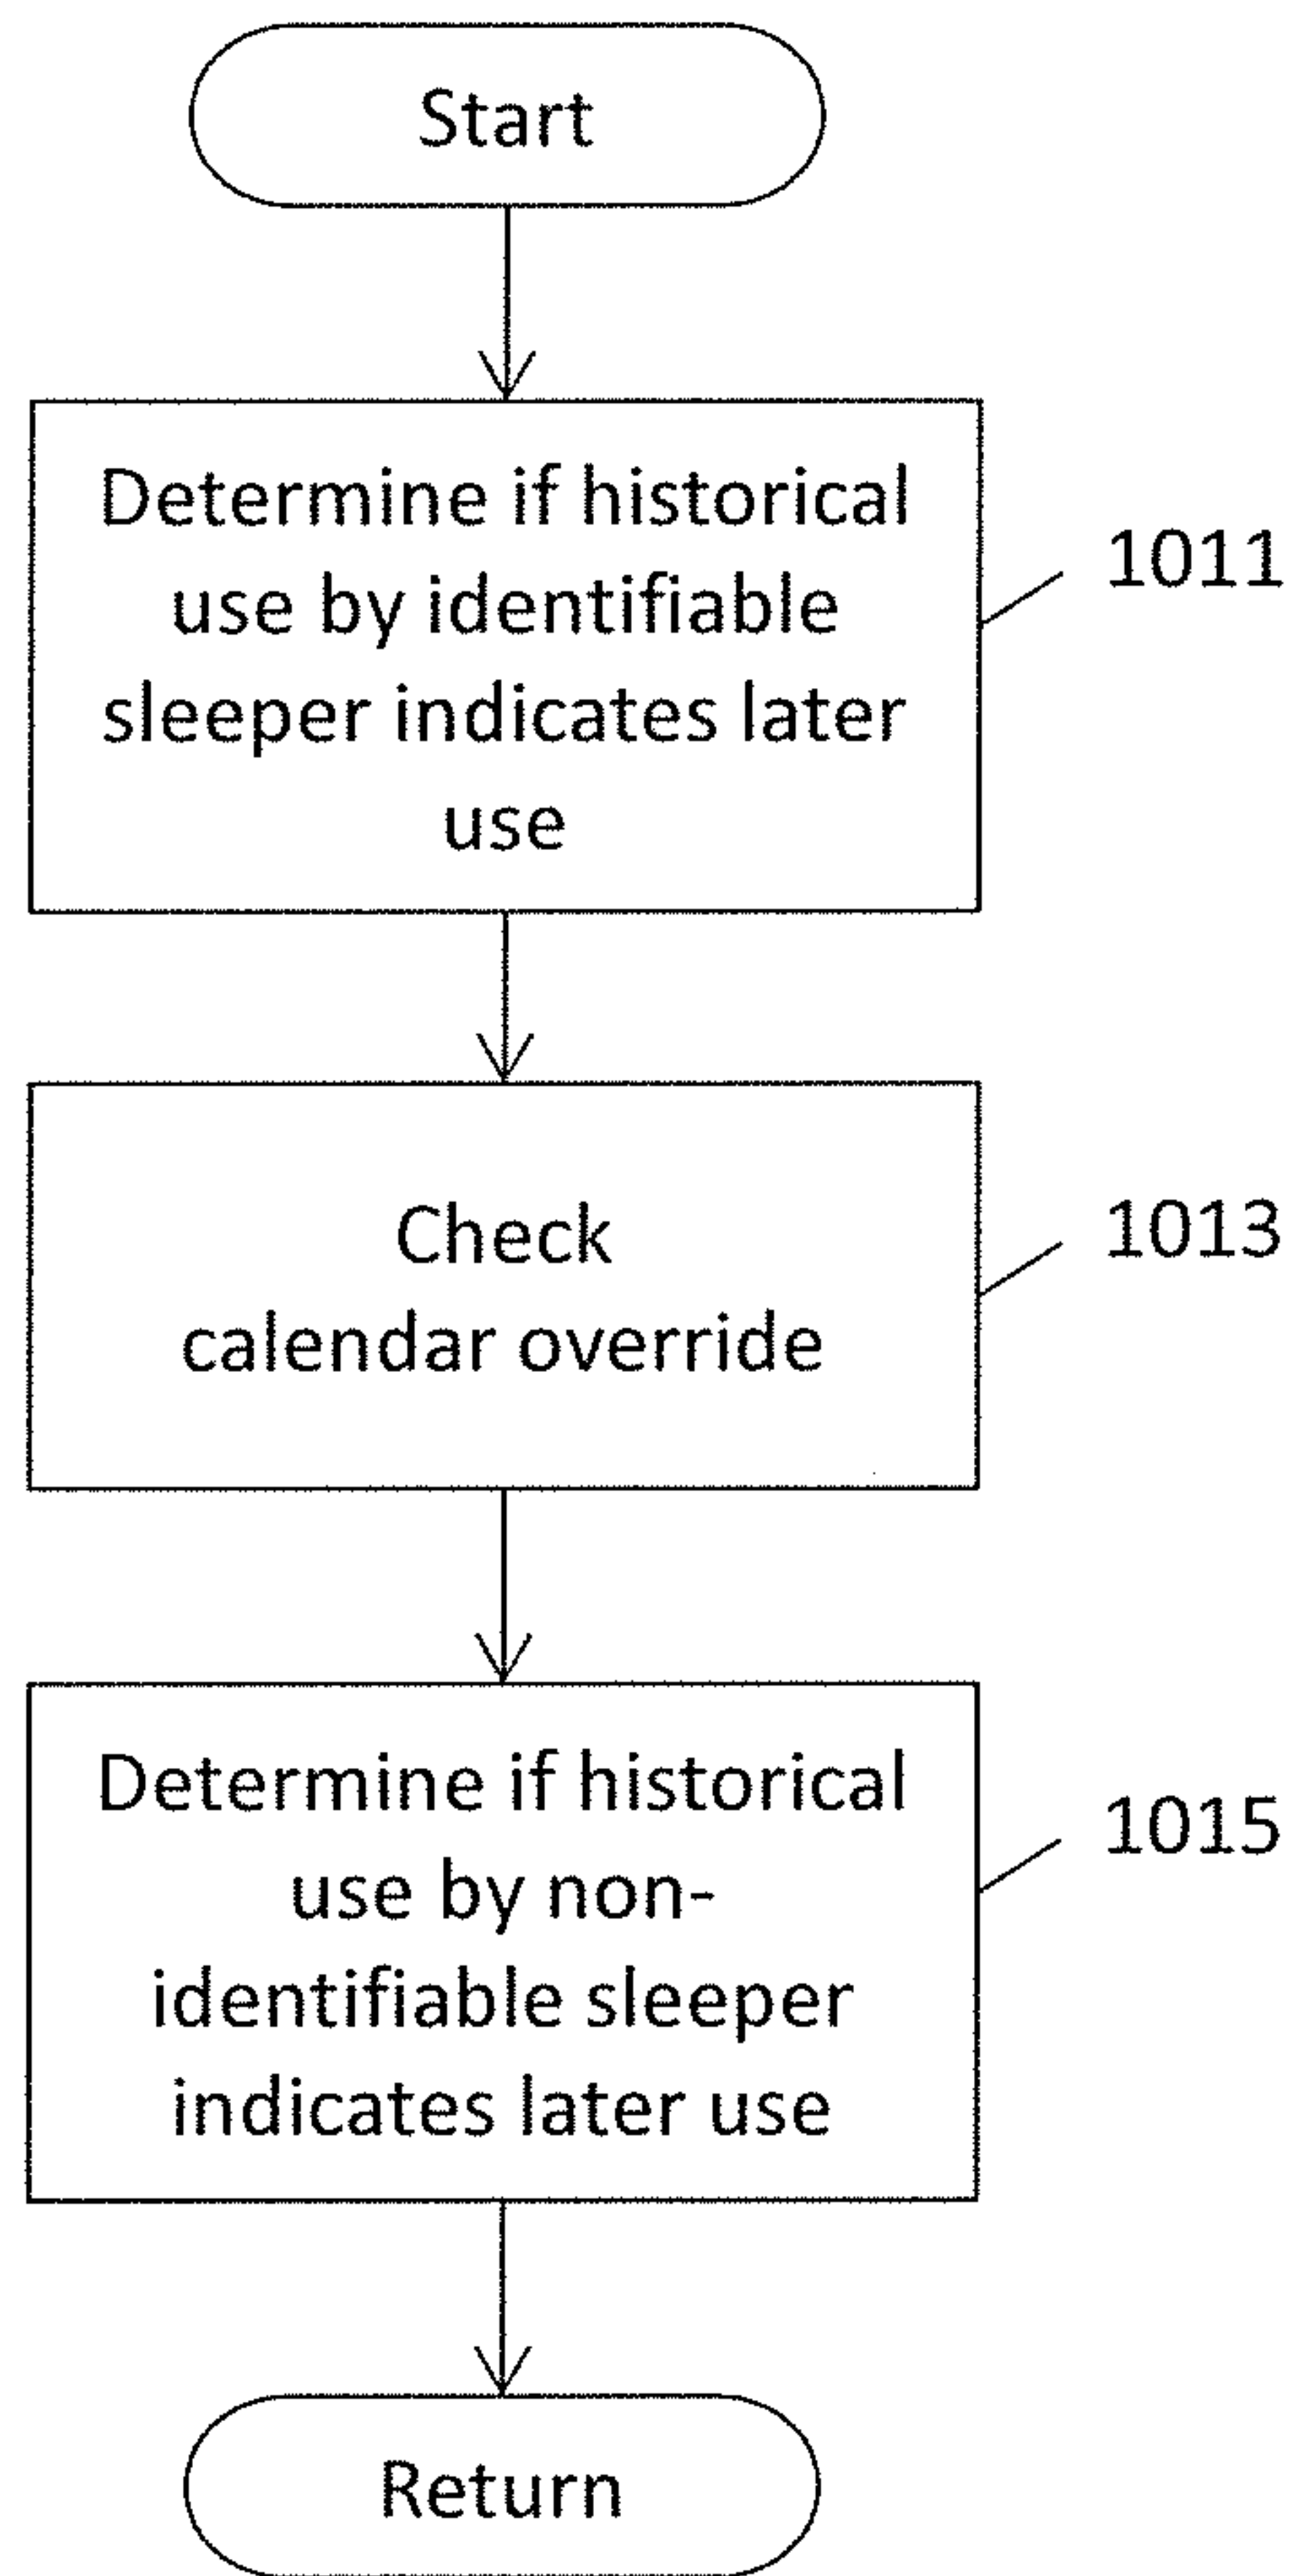 Start
Determine if historical
use by identifiable
sleeper indicates later
use
1011
Check
calendar override
1013
Determine if historical
use by non-
identifiable sleeper
indicates later use
1015
Return